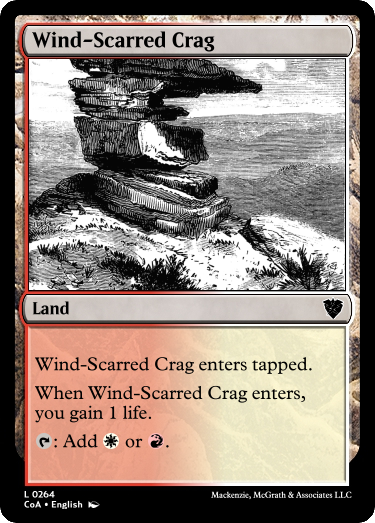 Wind-Scarred Crag
Land
Wind-Scarred Crag enters tapped.
When Wind-Scarred Crag enters,
you gain 1 life.
: Add or .
L 0264
CoA • English
Mackenzie, McGrath & Associates LLC